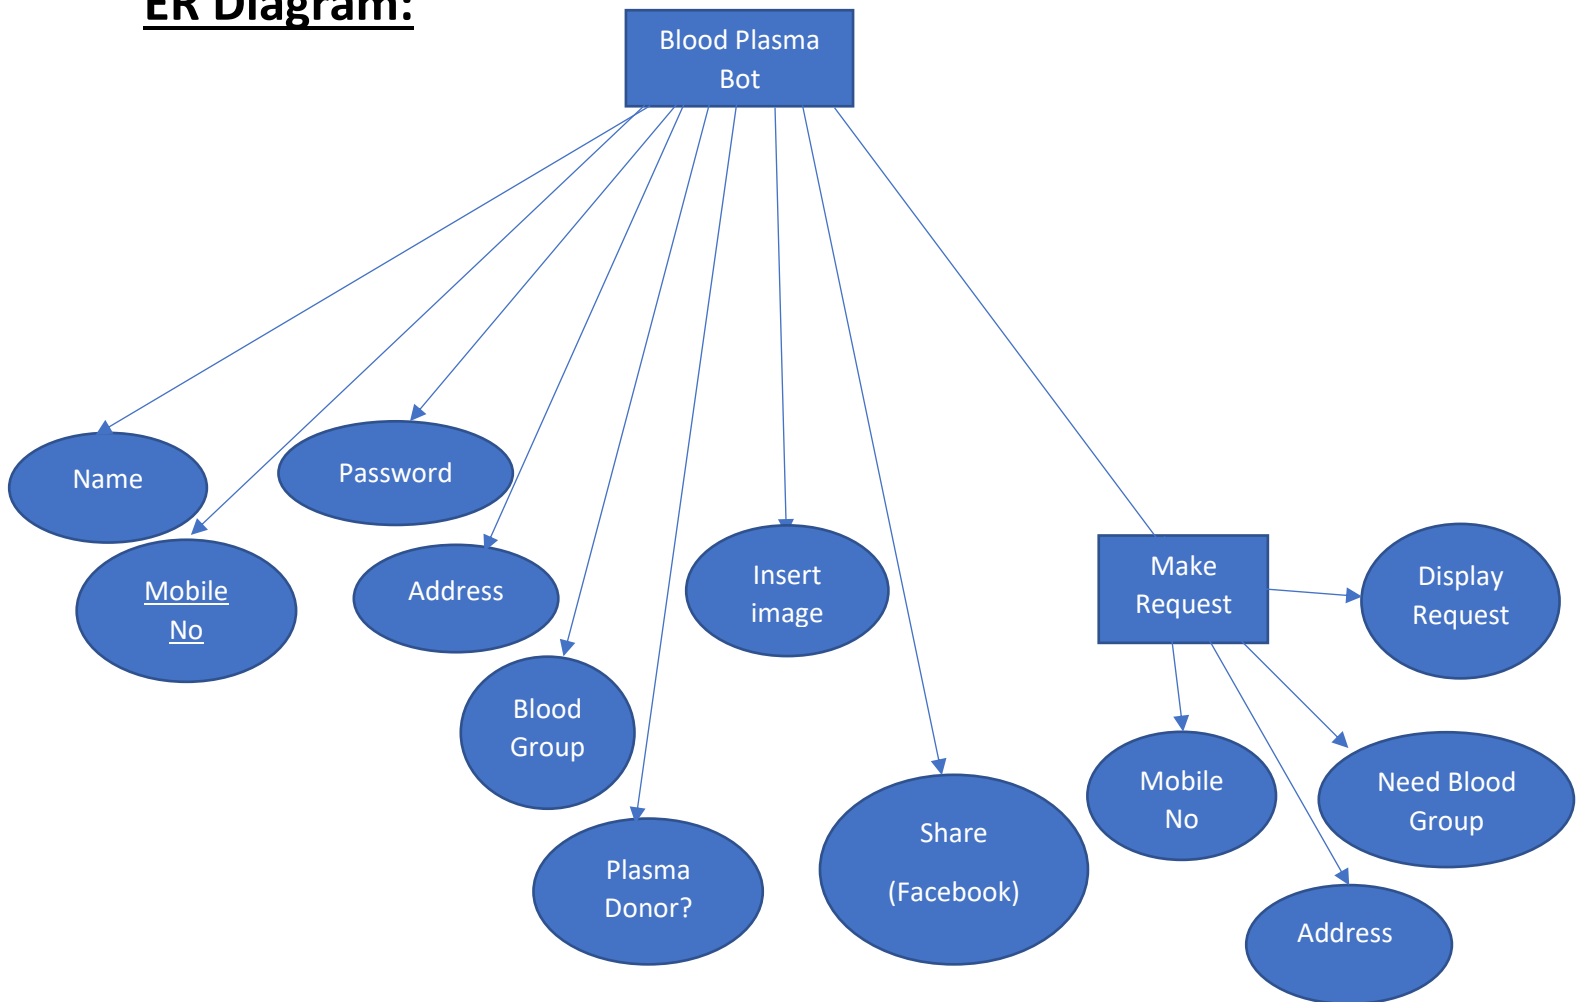 ER Diagram:
Blood Plasma
Bot
Name
Password
Mobile
No
Address
Insert
image
Make
Request
Display
Request
Blood
Group
Plasma
Donor?
Share
(Facebook)
Mobile
No
Need Blood
Group
Address